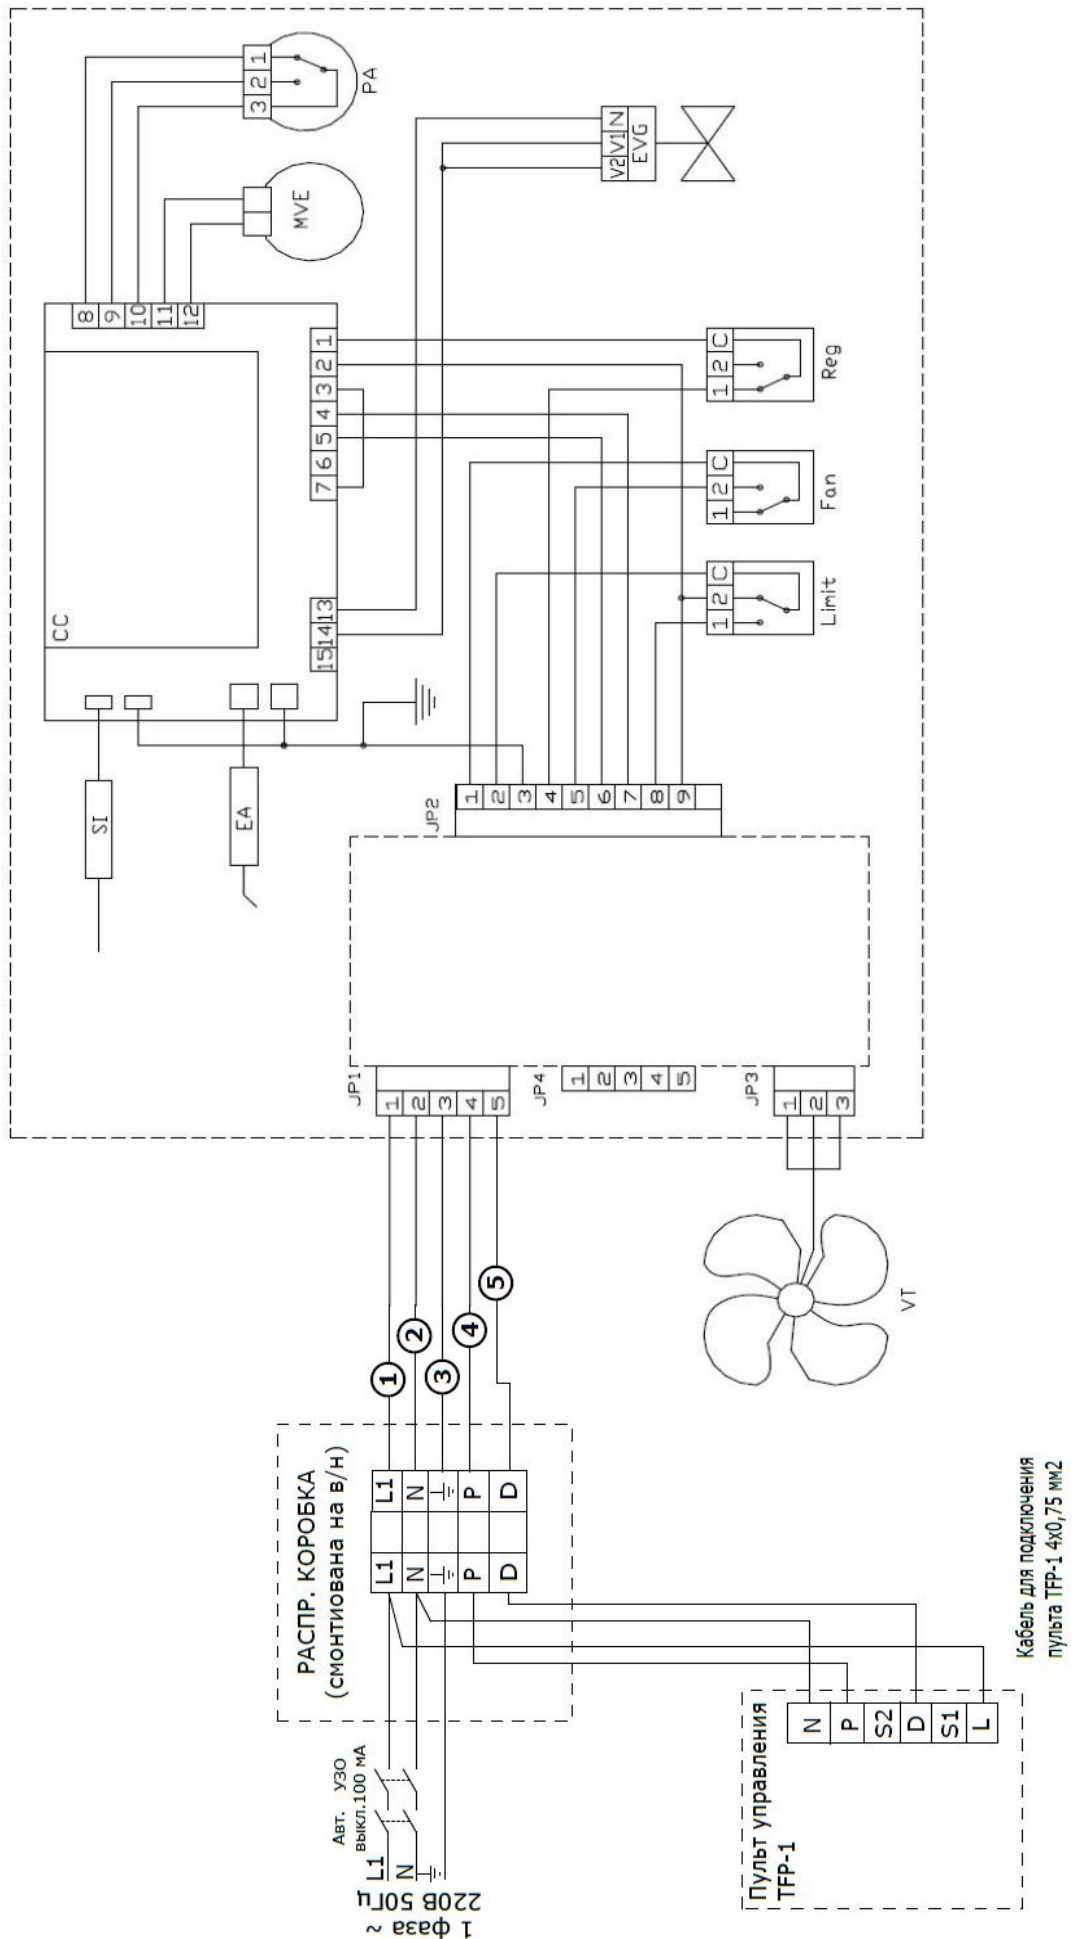 1
2
3
PA
MVE
8
9
10
11
12
CC
1
2
3
4
5
6
7
13
14
15
N
V1
V2
EVG
C
2
1
Reg
C
2
1
Fan
C
2
1
Limit
SI
EA
JP2
1
2
3
4
5
6
7
8
9
JP1
1
2
3
4
5
JP4
1
2
3
4
5
JP3
1
2
3
VT
1
2
3
4
5
РАСПР. КОРОБКА
(смонтиована на в/н)
L1
N
P
D
L1
N
P
D
Авт. УЗО
выкл.100 мА
L1
N
1 фаза ~
220В 50Гц
Пульт управления
TFP-1
N
P
S2
D
S1
L
Кабель для подключения
пульта TFP-1 4x0,75 мм2